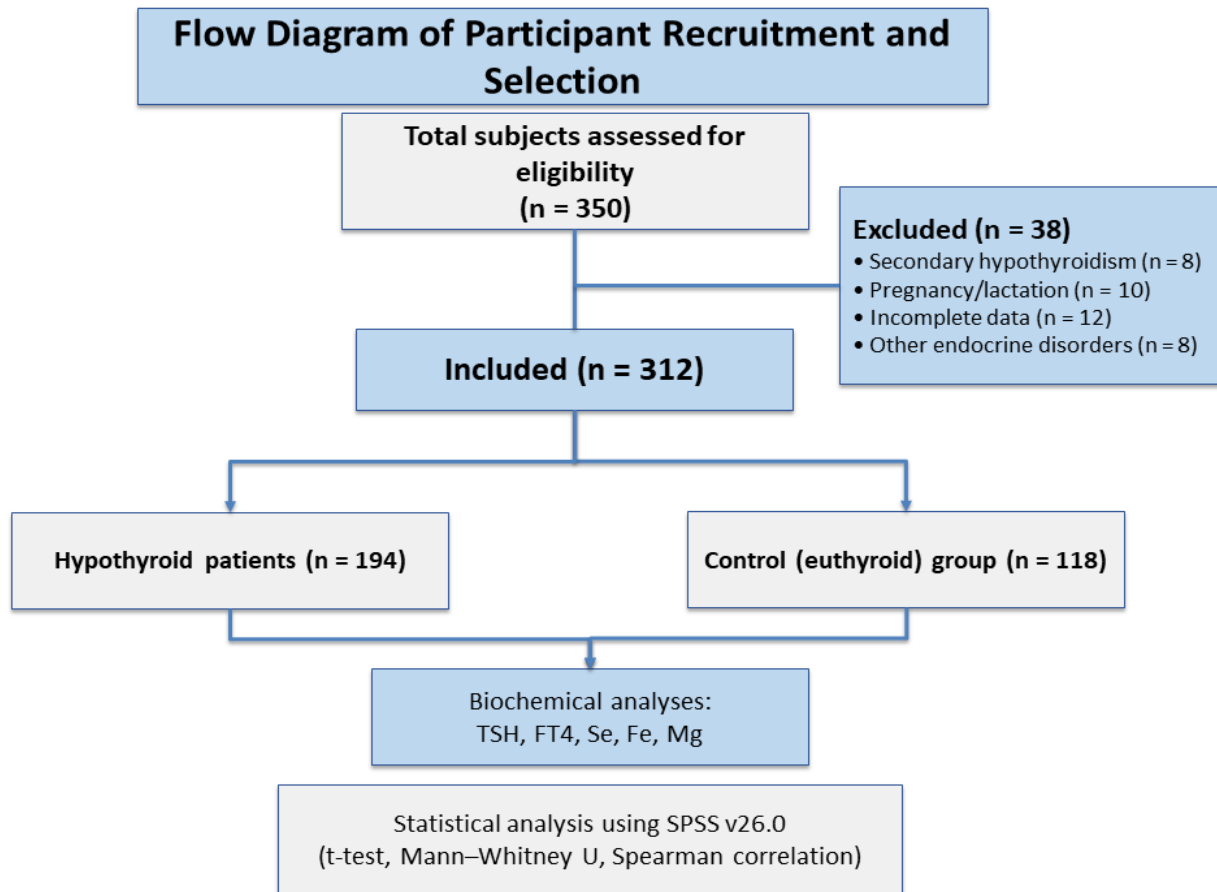 Flow Diagram of Participant Recruitment and
Selection
Total subjects assessed for
eligibility
(n = 350)
Excluded (n = 38)
• Secondary hypothyroidism (n = 8)
• Pregnancy/lactation (n = 10)
• Incomplete data (n = 12)
• Other endocrine disorders (n = 8)
Included (n = 312)
Hypothyroid patients (n = 194)
Control (euthyroid) group (n = 118)
Biochemical analyses:
TSH, FT4, Se, Fe, Mg
Statistical analysis using SPSS v26.0
(t-test, Mann–Whitney U, Spearman correlation)